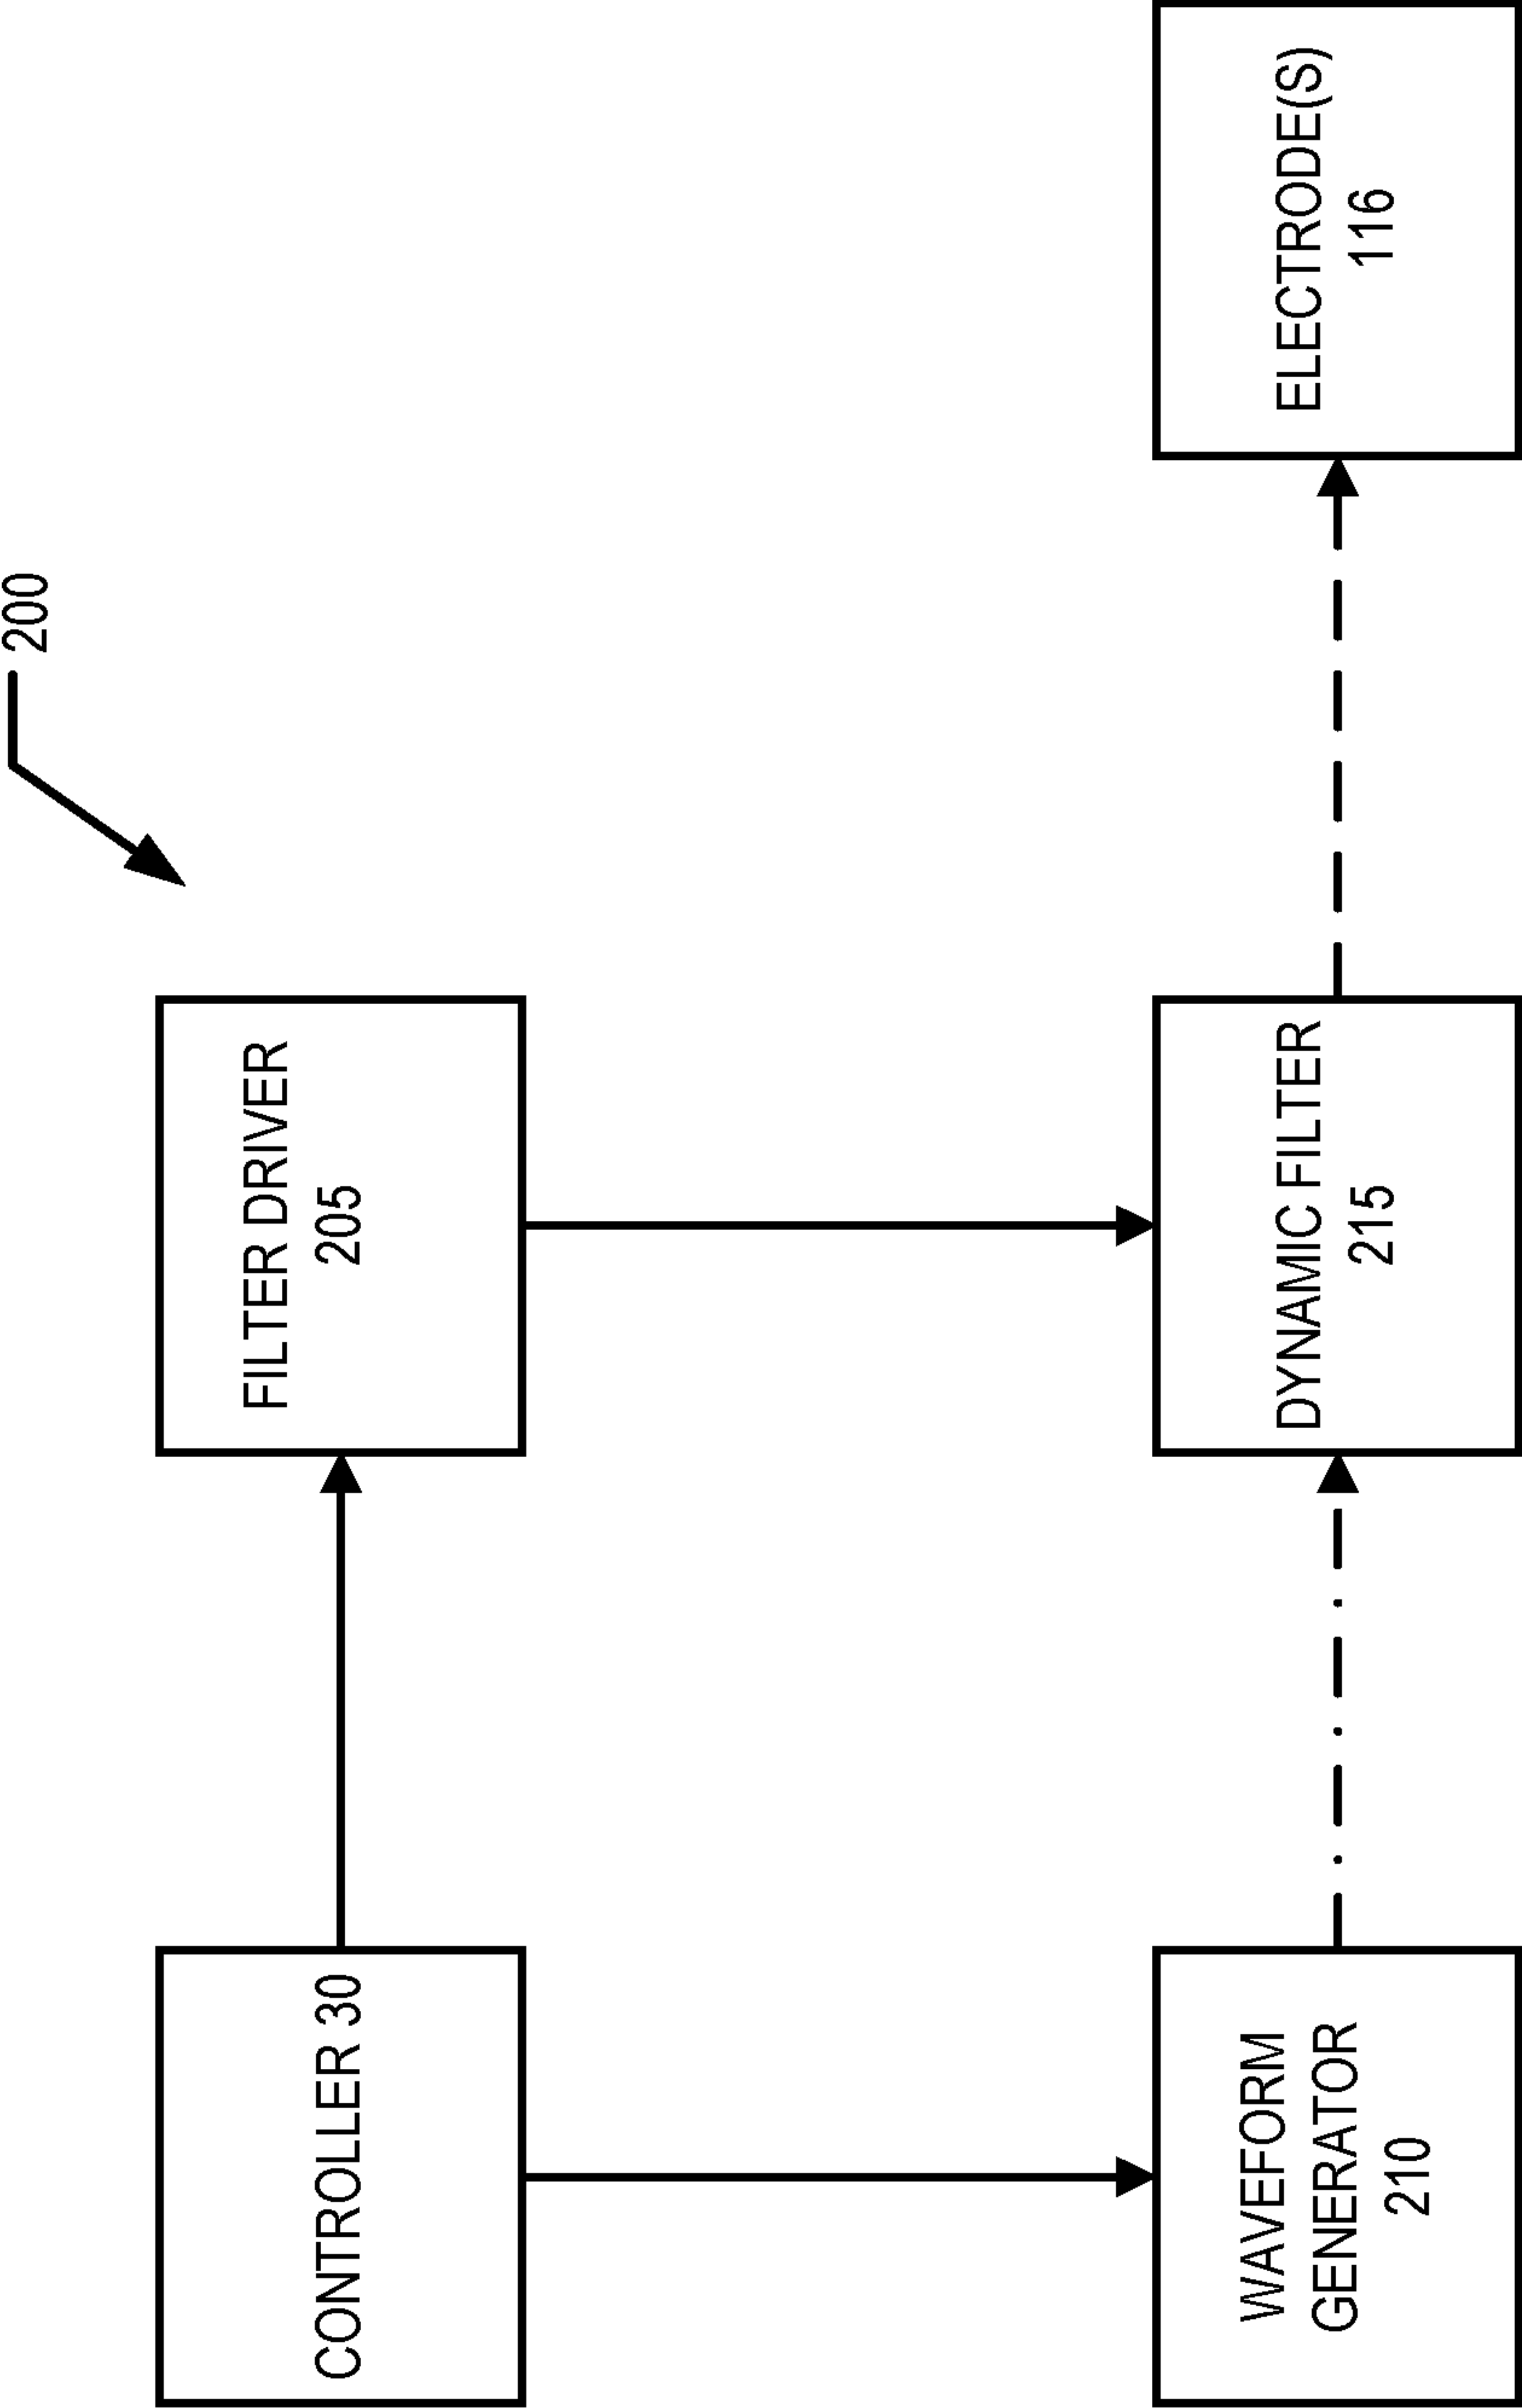 200
CONTROLLER 30
FILTER DRIVER
205
WAVEFORM
GENERATOR
210
DYNAMIC FILTER
215
ELECTRODE(S)
116